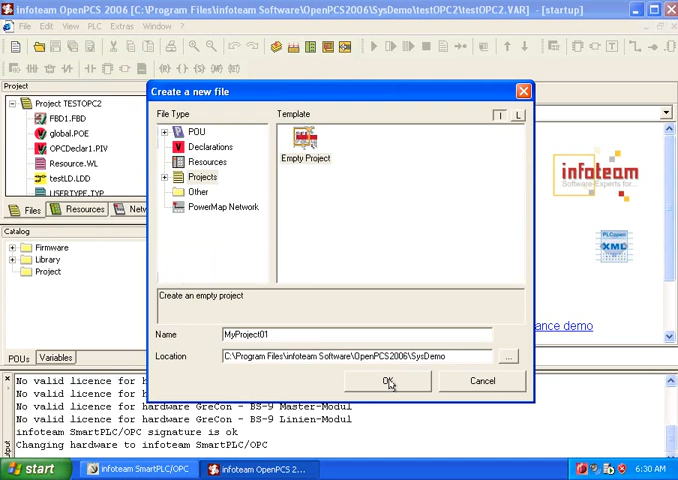 infoteam OpenPCS 2006 [C:\Program Files\infoteam Software\OpenPCS2006\SysDemo\testOPC2\testOPC2.VAR] - [startup]
File Edit View PLC Extras Insert Window ?
Project
Project TESTOPC2
FBD1.FBD
global.POE
OPCDeclar1.PIV
Resource.WL
testLD.LDD
USERTYPE.TYP
Files
Resources
Catalog
Firmware
Library
Project
POUs
Variables
Create a new file
File Type
POU
Declarations
Resources
Projects
Other
PowerMap Network
Template
I
L
Empty Project
Create an empty project
Name
MyProject01
Location
C:\Program Files\infoteam Software\OpenPCS2006\SysDemo
...
OK
Cancel
infoteam
PLCopen
XML
ance demo
No valid licence for h
No valid licence for h
No valid licence for hardware GreCon - BS-9 Master-Modul
No valid licence for hardware GreCon - BS-9 Linien-Modul
infoteam SmartPLC/OPC signature is ok
Changing hardware to infoteam SmartPLC/OPC
start
infoteam SmartPLC/OPC
infoteam OpenPCS 2...
6:30 AM